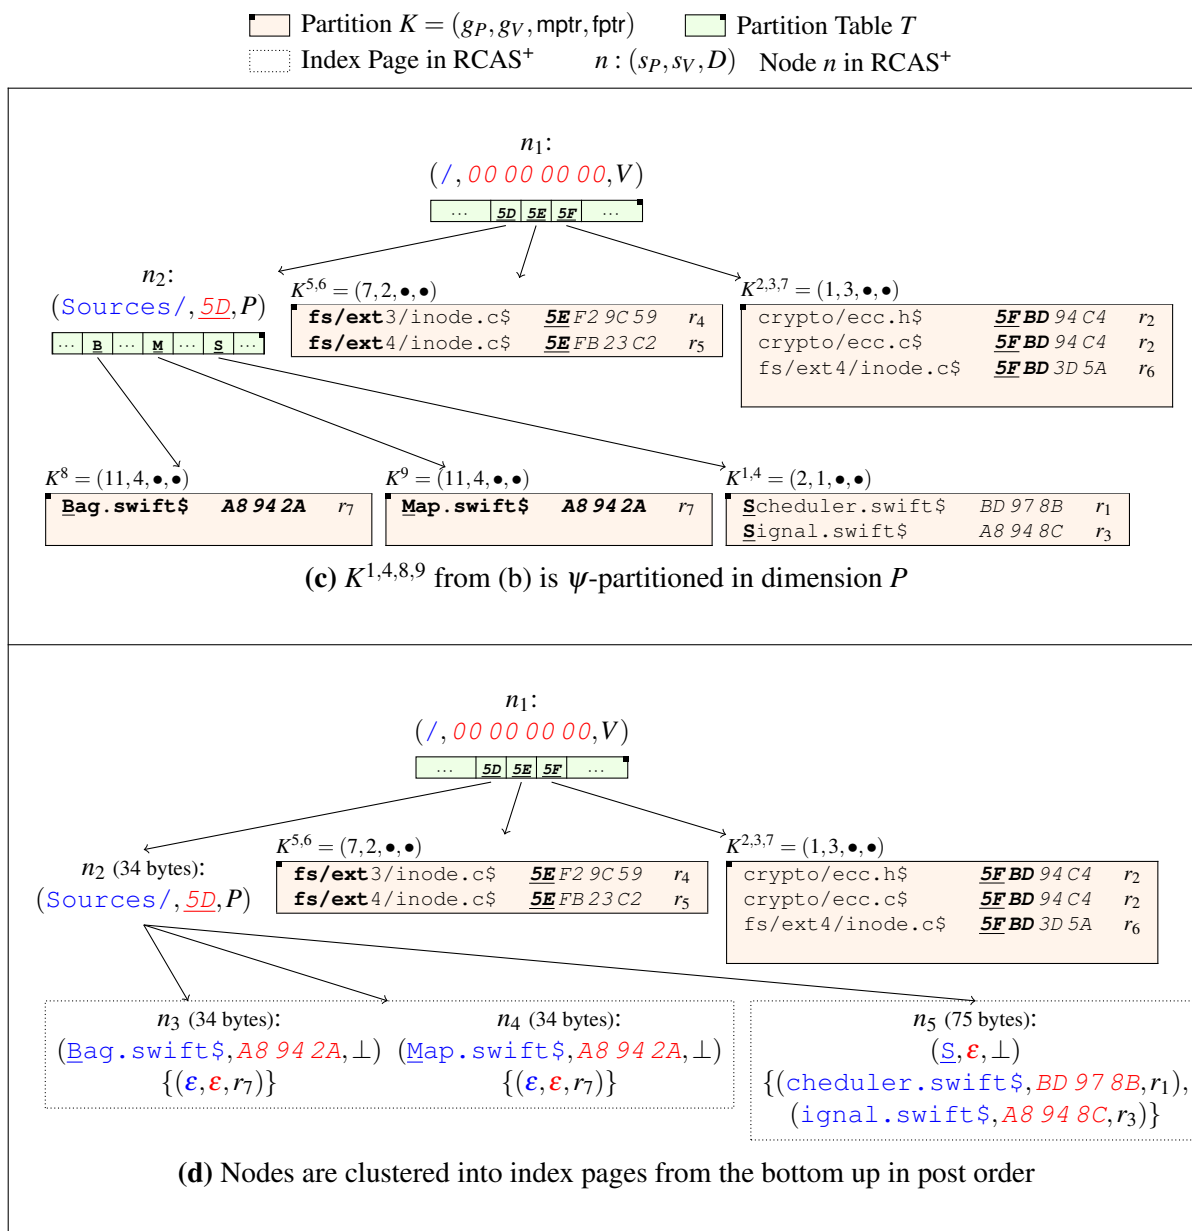 Partition K = (g_P, g_V, mptr, fptr) Partition Table T
Index Page in RCAS⁺ n : (s_P, s_V, D) Node n in RCAS⁺
n₁:
(/, 00 00 00 00, V)
... 5D 5E 5F ...
n₂:
(Sources/, 5D, P)
... B ... M ... S ...
K⁵,⁶ = (7, 2, •, •)
fs/ext3/inode.c$ 5E F2 9C 59 r₄
fs/ext4/inode.c$ 5E FB 23 C2 r₅
K²,³,⁷ = (1, 3, •, •)
crypto/ecc.h$ 5F BD 94 C4 r₂
crypto/ecc.c$ 5F BD 94 C4 r₂
fs/ext4/inode.c$ 5F BD 3D 5A r₆
K⁸ = (11, 4, •, •)
Bag.swift$ A8 94 2A r₇
K⁹ = (11, 4, •, •)
Map.swift$ A8 94 2A r₇
K¹,⁴ = (2, 1, •, •)
Scheduler.swift$ BD 97 8B r₁
Signal.swift$ A8 94 8C r₃
(c) K¹,⁴,⁸,⁹ from (b) is ψ-partitioned in dimension P
n₁:
(/, 00 00 00 00, V)
... 5D 5E 5F ...
n₂ (34 bytes):
(Sources/, 5D, P)
K⁵,⁶ = (7, 2, •, •)
fs/ext3/inode.c$ 5E F2 9C 59 r₄
fs/ext4/inode.c$ 5E FB 23 C2 r₅
K²,³,⁷ = (1, 3, •, •)
crypto/ecc.h$ 5F BD 94 C4 r₂
crypto/ecc.c$ 5F BD 94 C4 r₂
fs/ext4/inode.c$ 5F BD 3D 5A r₆
n₃ (34 bytes):
(Bag.swift$, A8 94 2A, ⊥)
{(ε, ε, r₇)}
n₄ (34 bytes):
(Map.swift$, A8 94 2A, ⊥)
{(ε, ε, r₇)}
n₅ (75 bytes):
(S, ε, ⊥)
{(cheduler.swift$, BD 97 8B, r₁),
(ignal.swift$, A8 94 8C, r₃)}
(d) Nodes are clustered into index pages from the bottom up in post order